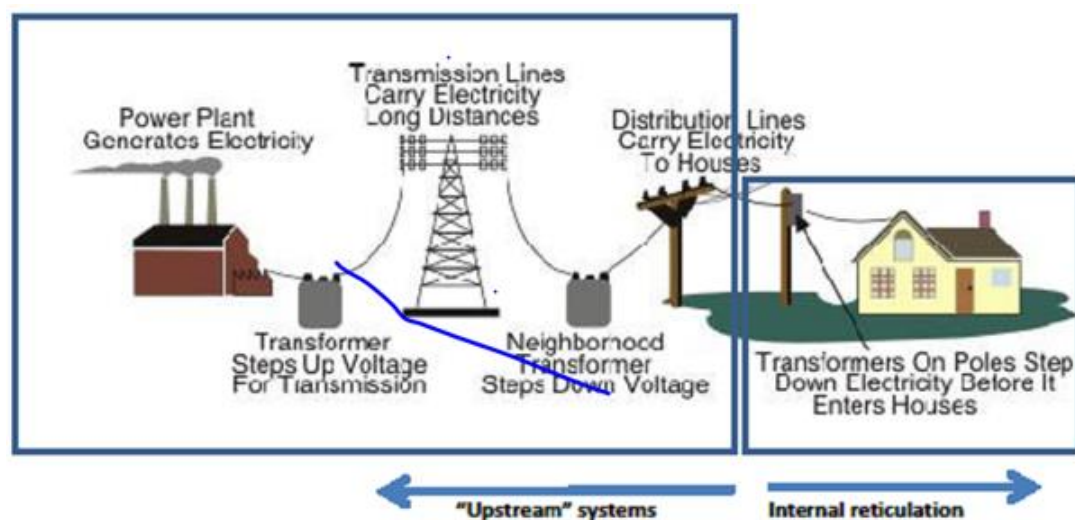 Transmission Lines
Carry Electricity
Long Distances
Power Plant
Generates Electricity
Distribution Lines
Carry Electricity
To Houses
Transformer
Steps Up Voltage
For Transmission
Neighborhood
Transformer
Steps Down Voltage
Transformers On Poles Step
Down Electricity Before It
Enters Houses
“Upstream” systems
Internal reticulation